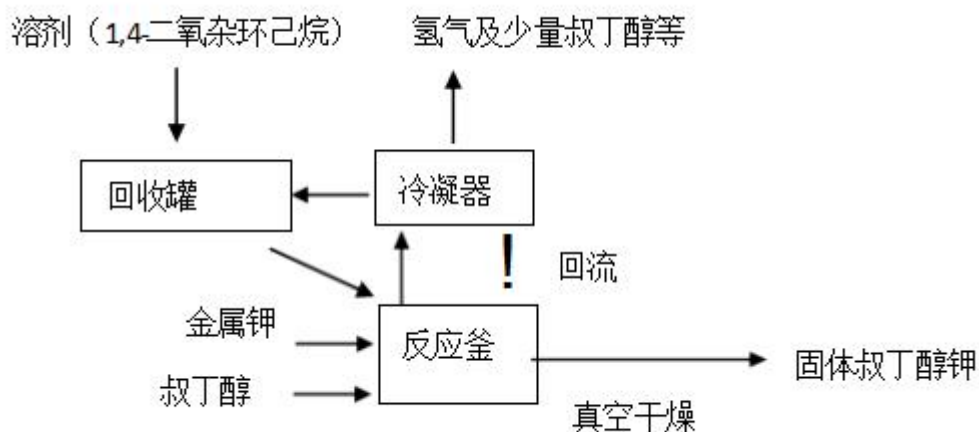 溶剂（1,4-二氧杂环己烷）
氢气及少量叔丁醇等
回收罐
冷凝器
回流
金属钾
反应釜
叔丁醇
固体叔丁醇钾
真空干燥